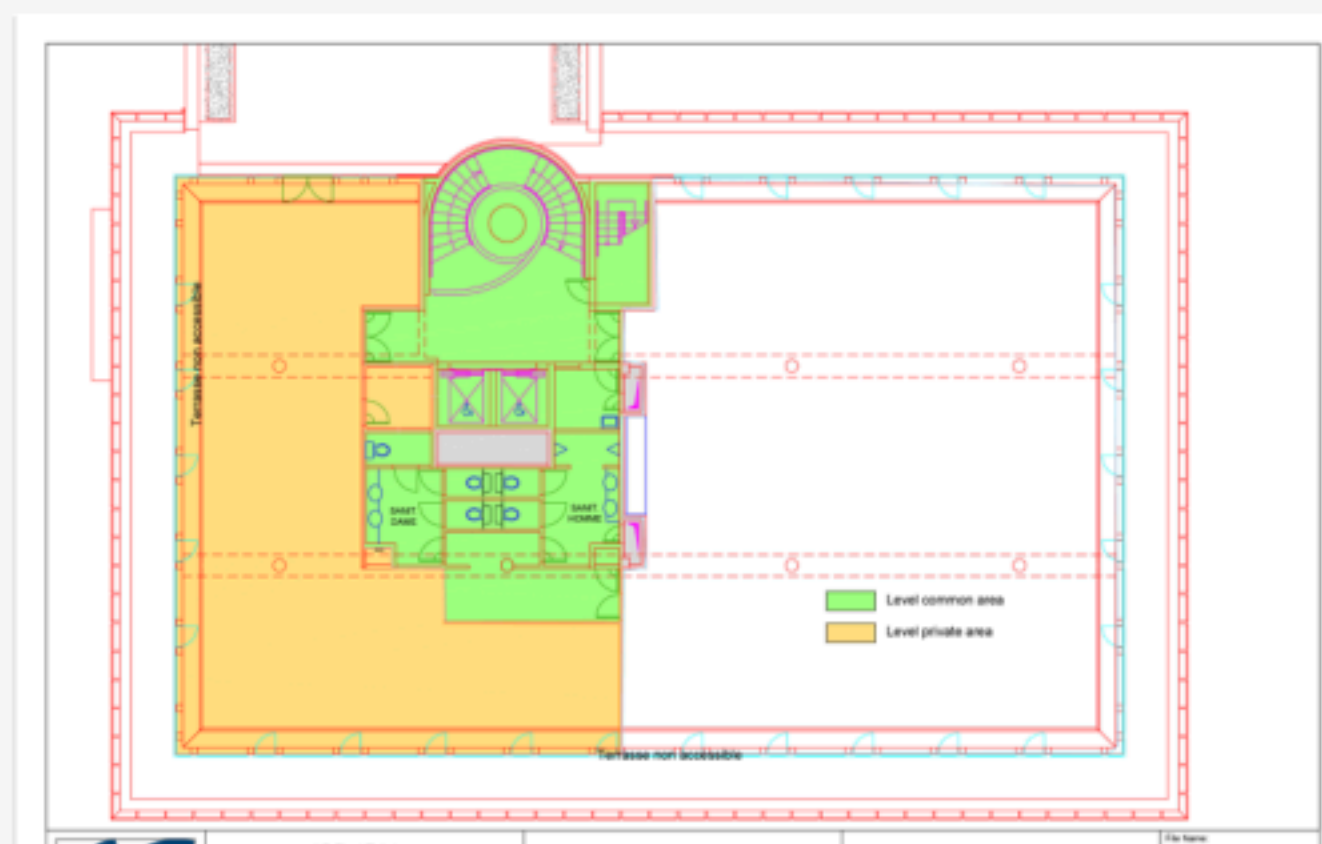 Terrasse non accessible
SANIT
DAME
SANIT
HOMME
Level common area
Level private area
Terrasse non accessible
File Name: